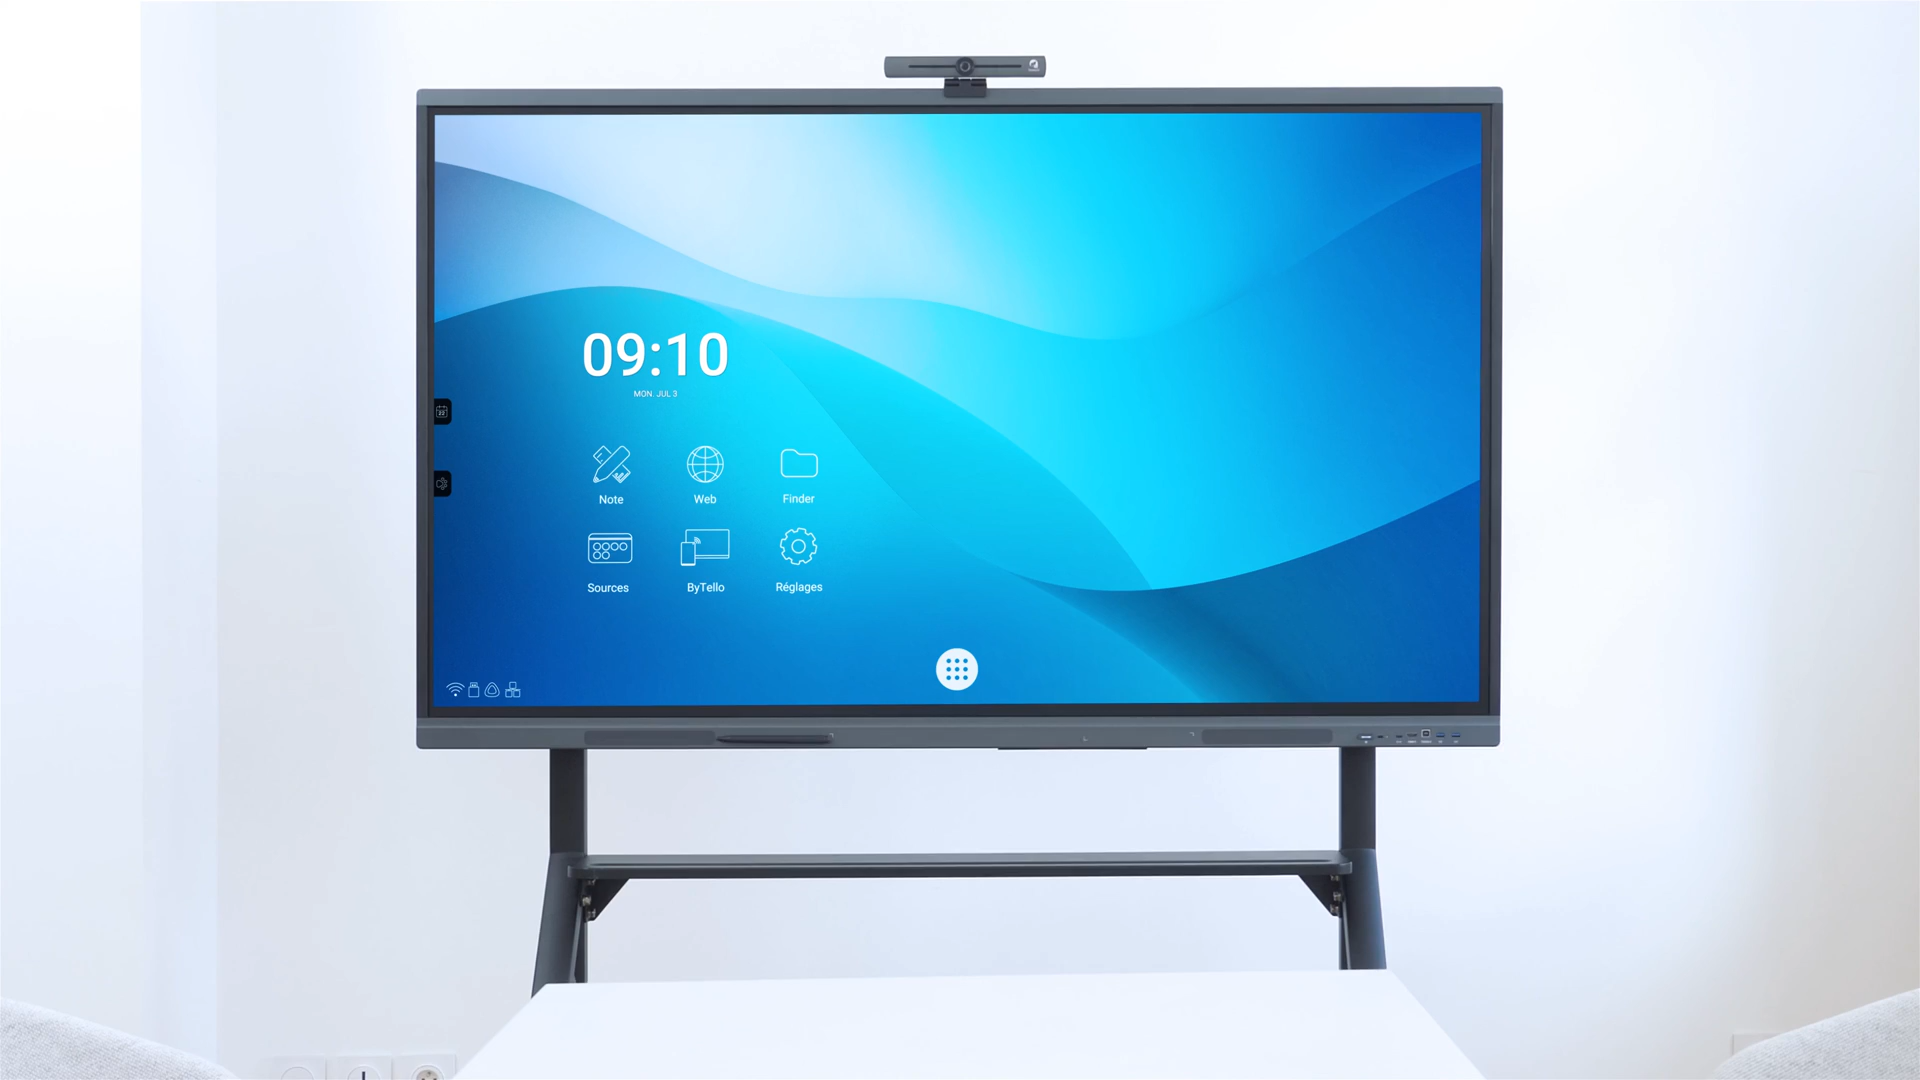 09:10
MON. JUL 3
Note
Web
Finder
Sources
ByTello
Réglages